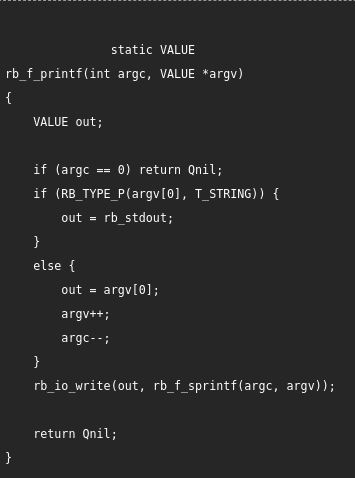 static VALUE
rb_f_printf(int argc, VALUE *argv)
{
    VALUE out;

    if (argc == 0) return Qnil;
    if (RB_TYPE_P(argv[0], T_STRING)) {
        out = rb_stdout;
    }
    else {
        out = argv[0];
        argv++;
        argc--;
    }
    rb_io_write(out, rb_f_sprintf(argc, argv));

    return Qnil;
}